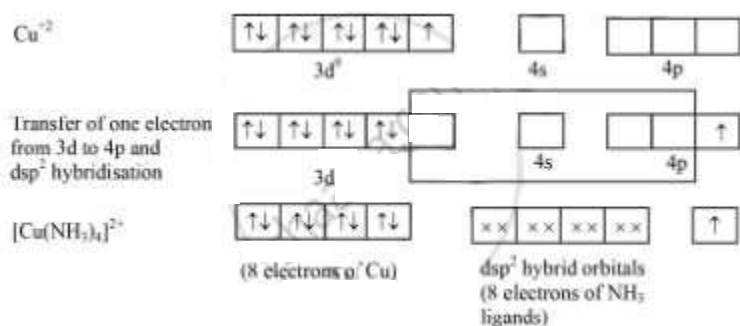 Cu⁺²
↑↓ ↑↓ ↑↓ ↑↓ ↑
3d⁹ 4s 4p
Transfer of one electron
from 3d to 4p and
dsp² hybridisation
↑↓ ↑↓ ↑↓ ↑↓ ↑
3d 4s 4p
[Cu(NH₃)₄]²⁺
↑↓ ↑↓ ↑↓ ↑↓ ×× ×× ×× ×× ↑
(8 electrons of Cu)
dsp² hybrid orbitals
(8 electrons of NH₃
ligands)